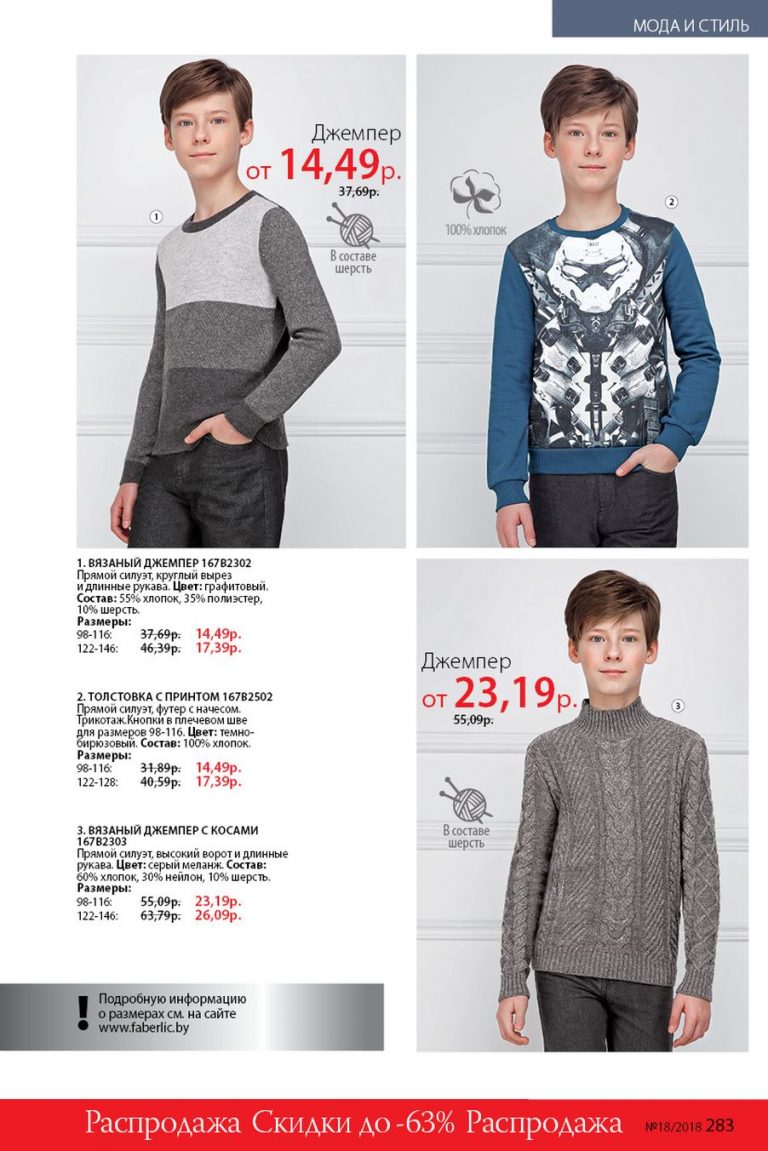 МОДА И СТИЛЬ
Джемпер
от 14,49р.
37,69р.
1
В составе
шерсть
2
100% хлопок
1. ВЯЗАНЫЙ ДЖЕМПЕР 167B2302
Прямой силуэт, круглый вырез
и длинные рукава. Цвет: графитовый.
Состав: 55% хлопок, 35% полиэстер,
10% шерсть.
Размеры:
98-116: 37,69р. 14,49р.
122-146: 46,39р. 17,39р.
2. ТОЛСТОВКА С ПРИНТОМ 167B2502
Прямой силуэт, футер с начесом.
Трикотаж.Кнопки в плечевом шве
для размеров 98-116. Цвет: темно-
бирюзовый. Состав: 100% хлопок.
Размеры:
98-116: 31,89р. 14,49р.
122-128: 40,59р. 17,39р.
3. ВЯЗАНЫЙ ДЖЕМПЕР С КОСАМИ
167B2303
Прямой силуэт, высокий ворот и длинные
рукава. Цвет: серый меланж. Состав:
60% хлопок, 30% нейлон, 10% шерсть.
Размеры:
98-116: 55,09р. 23,19р.
122-146: 63,79р. 26,09р.
Джемпер
от 23,19р.
55,09р.
3
В составе
шерсть
! Подробную информацию
о размерах см. на сайте
www.faberlic.by
Распродажа Скидки до -63% Распродажа
№18/2018 283